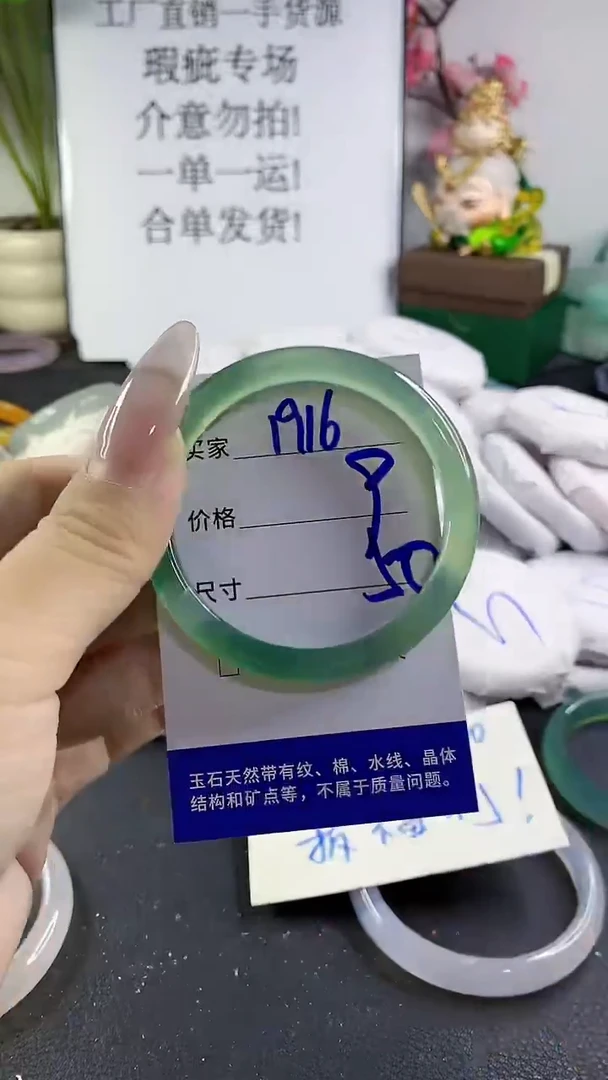 工厂直销一手货源
瑕疵专场
介意勿拍!
一单一运!
合单发货!
买家 1916
价格
尺寸
玉石天然带有纹、棉、水线、晶体
结构和矿点等，不属于质量问题。